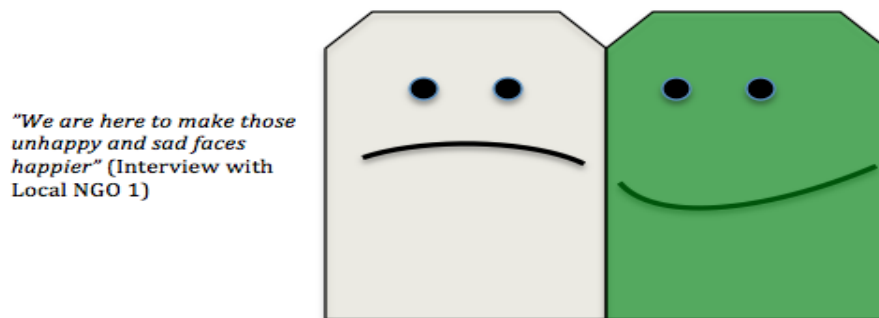 ”We are here to make those
unhappy and sad faces
happier” (Interview with
Local NGO 1)